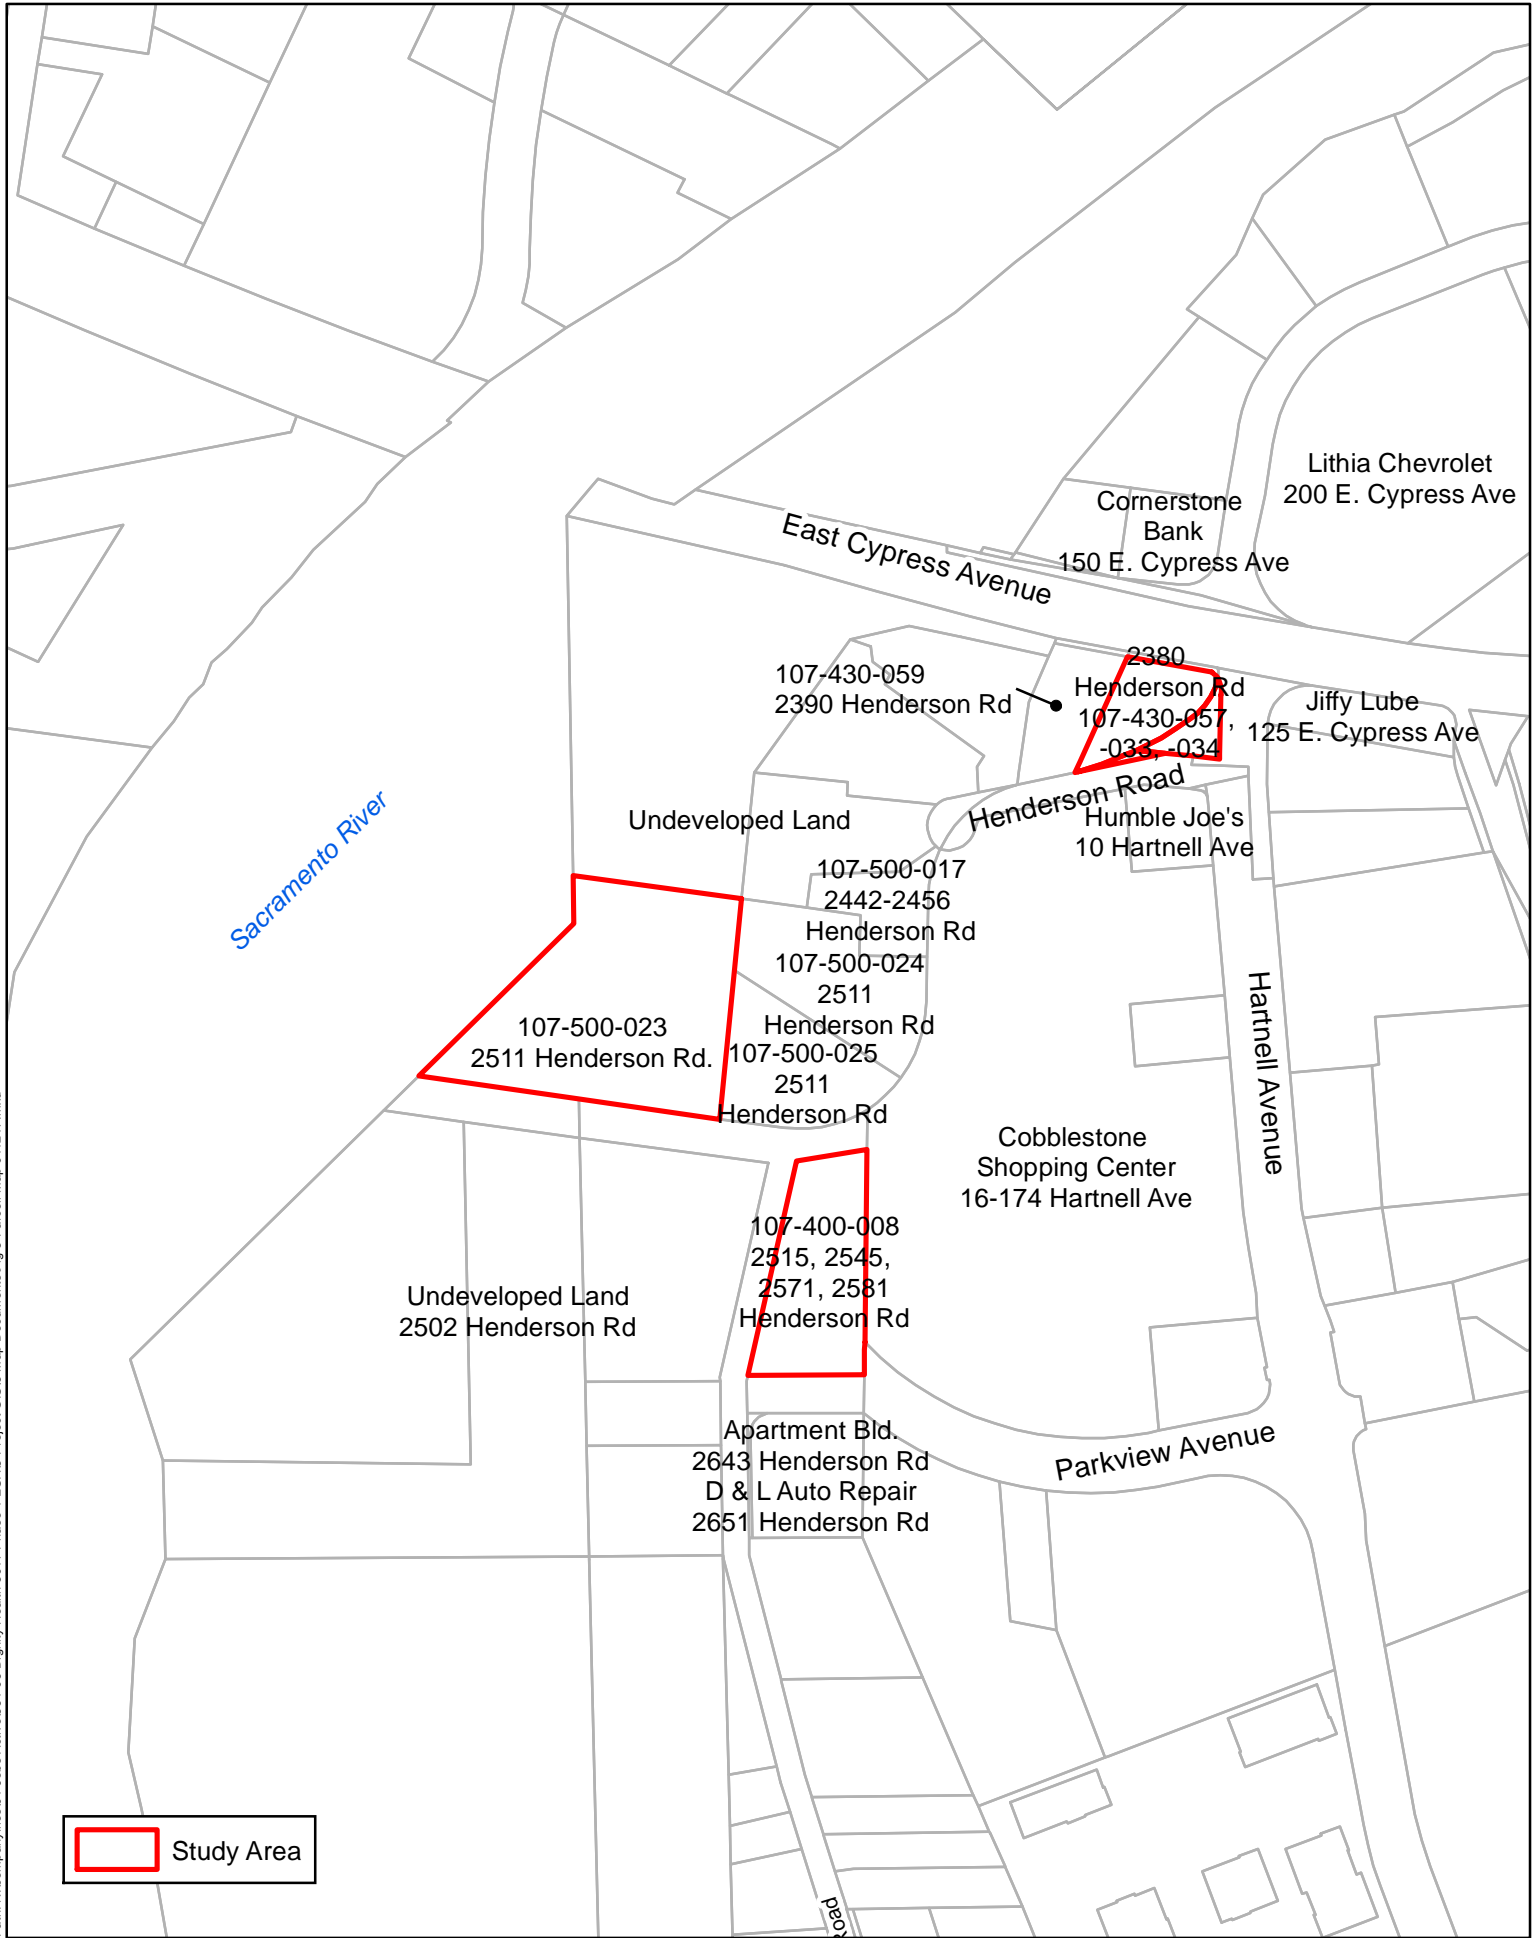 Lithia Chevrolet
200 E. Cypress Ave
Cornerstone
Bank
150 E. Cypress Ave
East Cypress Avenue
2380
Henderson Rd
107-430-057,
-033, -034
107-430-059
2390 Henderson Rd
Jiffy Lube
125 E. Cypress Ave
Henderson Road
Humble Joe's
10 Hartnell Ave
Undeveloped Land
Sacramento River
107-500-017
2442-2456
Henderson Rd
107-500-024
2511
Henderson Rd
107-500-023
2511 Henderson Rd.
107-500-025
2511
Henderson Rd
Hartnell Avenue
Cobblestone
Shopping Center
16-174 Hartnell Ave
107-400-008
2515, 2545,
2571, 2581
Henderson Rd
Undeveloped Land
2502 Henderson Rd
Apartment Bld.
2643 Henderson Rd
D & L Auto Repair
2651 Henderson Rd
Parkview Avenue
Study Area
Road